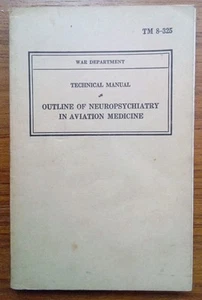 TM 8-325
WAR DEPARTMENT
TECHNICAL MANUAL
OUTLINE OF NEUROPSYCHIATRY
IN AVIATION MEDICINE